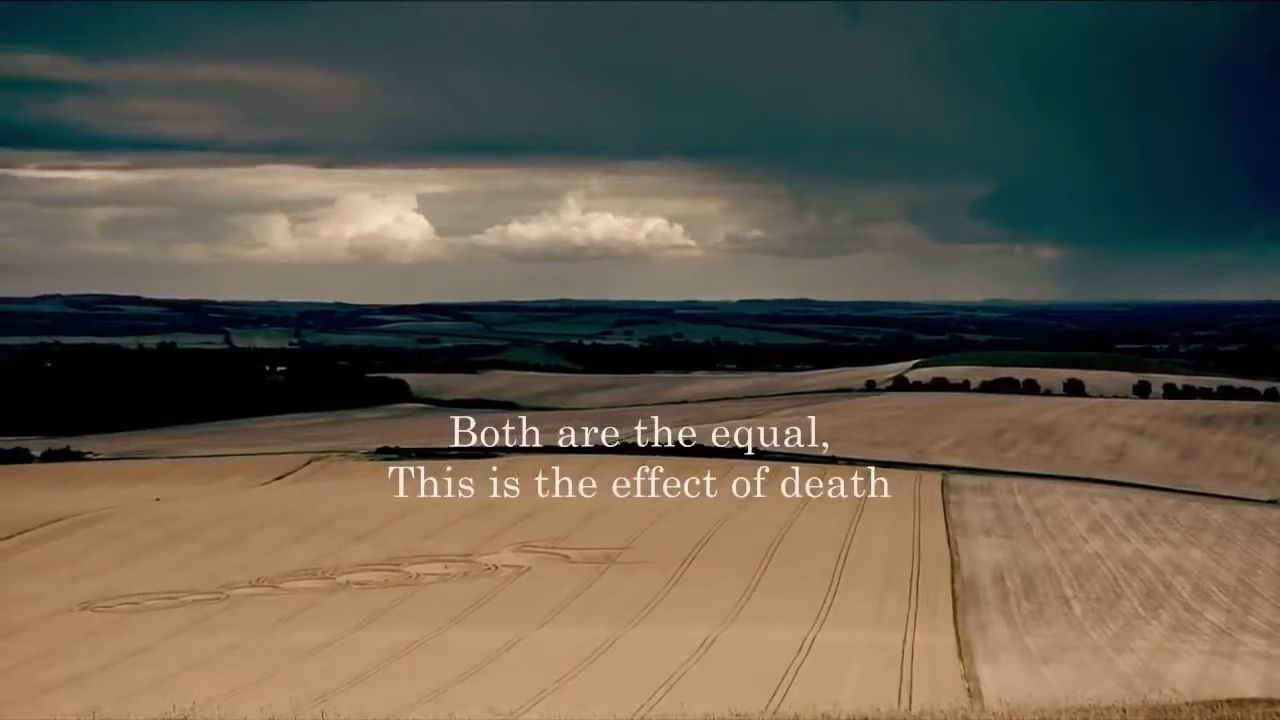 Both are the equal,
This is the effect of death